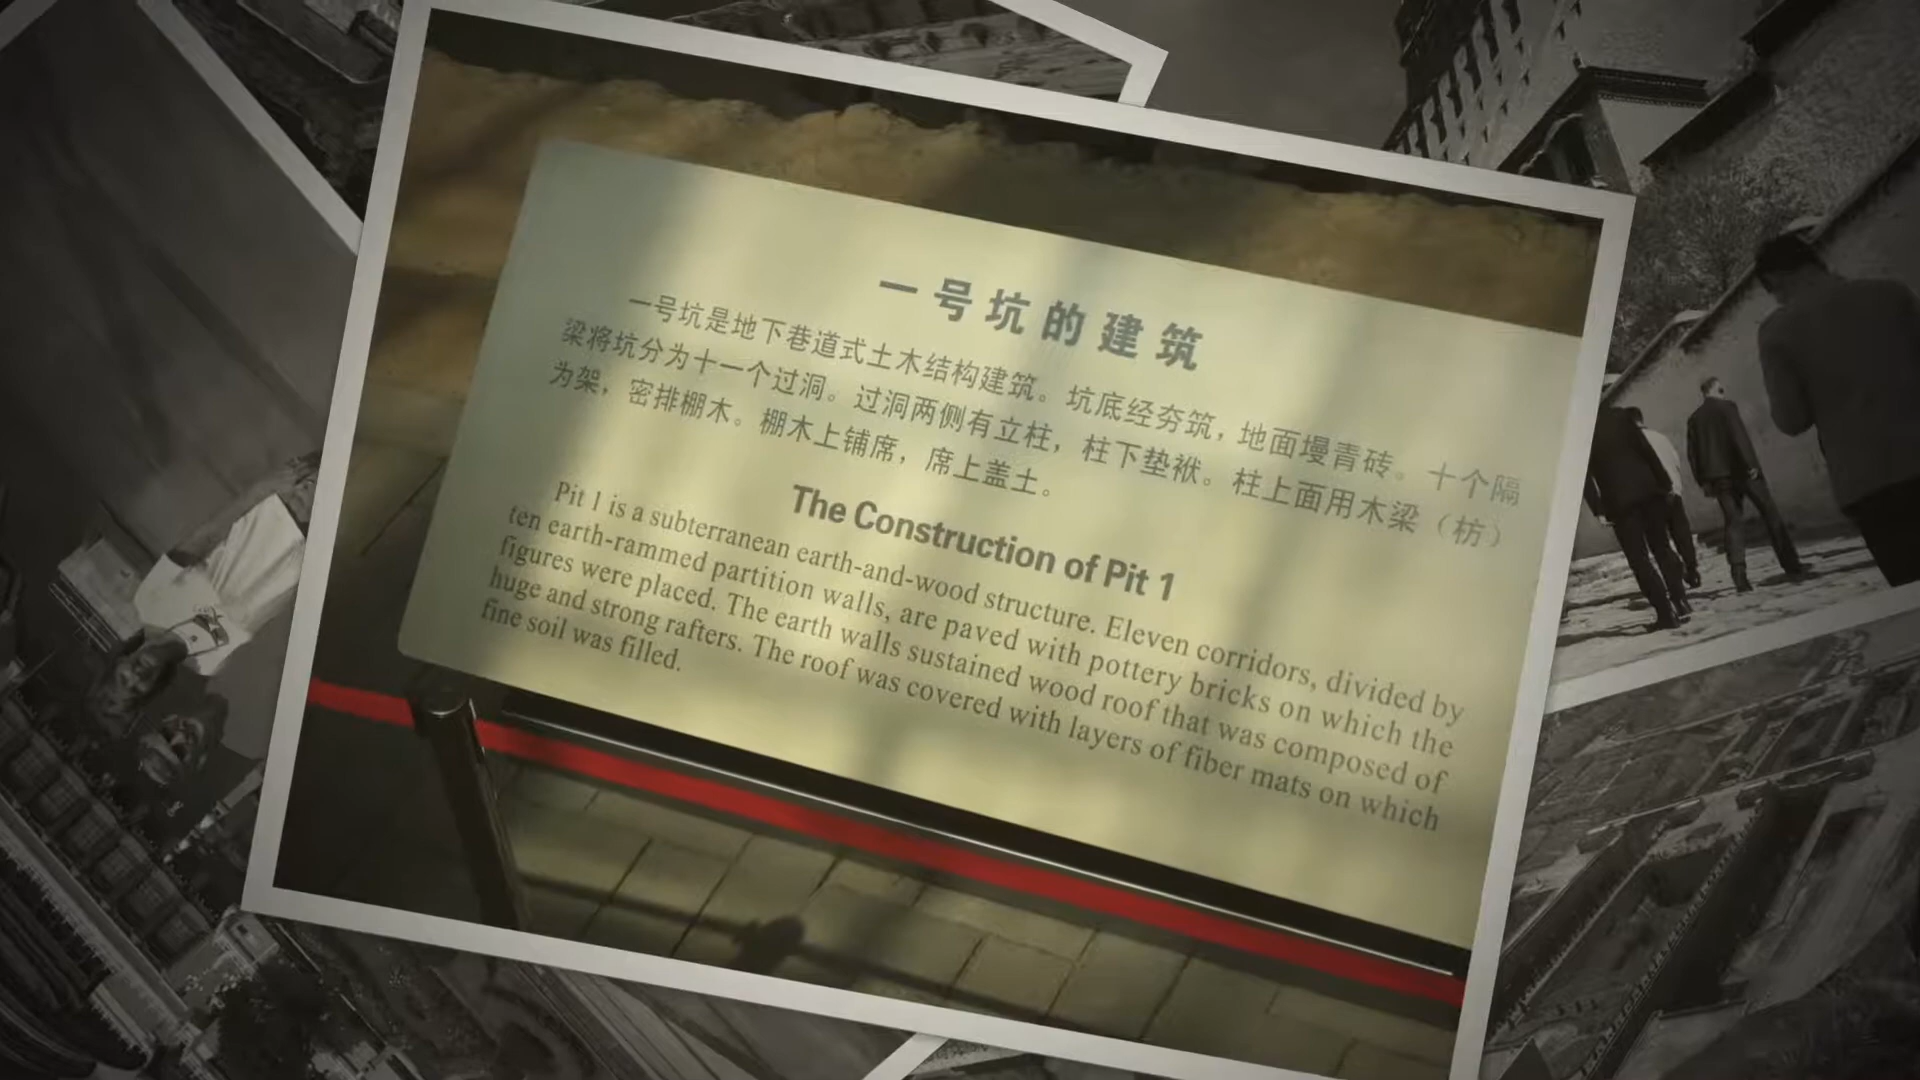 一号坑的建筑
一号坑是地下巷道式土木结构建筑。坑底经夯筑，地面墁青砖。十个隔
梁将坑分为十一个过洞。过洞两侧有立柱，柱下垫栿。柱上面用木梁（枋）
为架，密排棚木。棚木上铺席，席上盖土。
The Construction of Pit 1
Pit 1 is a subterranean earth-and-wood structure. Eleven corridors, divided by
ten earth-rammed partition walls, are paved with pottery bricks on which the
figures were placed. The earth walls sustained wood roof that was composed of
huge and strong rafters. The roof was covered with layers of fiber mats on which
fine soil was filled.